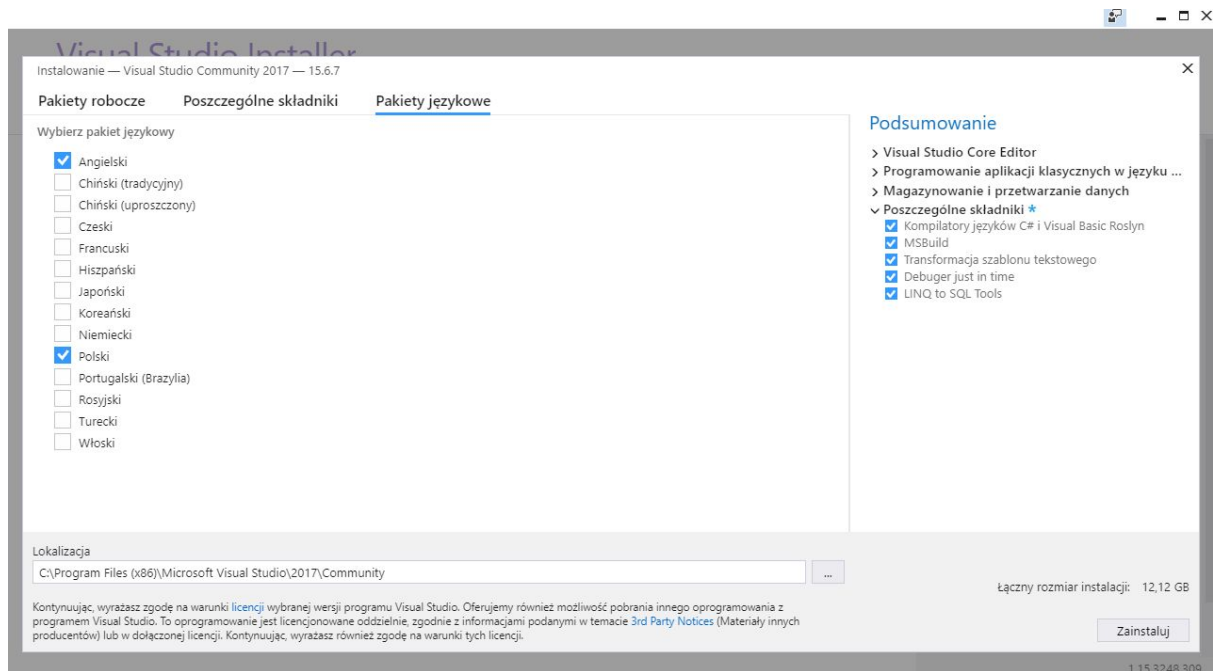 Visual Studio Installer
Instalowanie — Visual Studio Community 2017 — 15.6.7
Pakiety robocze Poszczególne składniki Pakiety językowe
Wybierz pakiet językowy
Angielski
Chiński (tradycyjny)
Chiński (uproszczony)
Czeski
Francuski
Hiszpański
Japoński
Koreański
Niemiecki
Polski
Portugalski (Brazylia)
Rosyjski
Turecki
Włoski
Podsumowanie
Visual Studio Core Editor
Programowanie aplikacji klasycznych w języku ...
Magazynowanie i przetwarzanie danych
Poszczególne składniki *
Kompilatory języków C# i Visual Basic Roslyn
MSBuild
Transformacja szablonu tekstowego
Debuger just in time
LINQ to SQL Tools
Lokalizacja
C:\Program Files (x86)\Microsoft Visual Studio\2017\Community
...
Kontynuując, wyrażasz zgodę na warunki licencji wybranej wersji programu Visual Studio. Oferujemy również możliwość pobrania innego oprogramowania z
programem Visual Studio. To oprogramowanie jest licencjonowane oddzielnie, zgodnie z informacjami podanymi w temacie 3rd Party Notices (Materiały innych
producentów) lub w dołączonej licencji. Kontynuując, wyrażasz również zgodę na warunki tych licencji.
Łączny rozmiar instalacji: 12,12 GB
Zainstaluj
1.15.3248.309